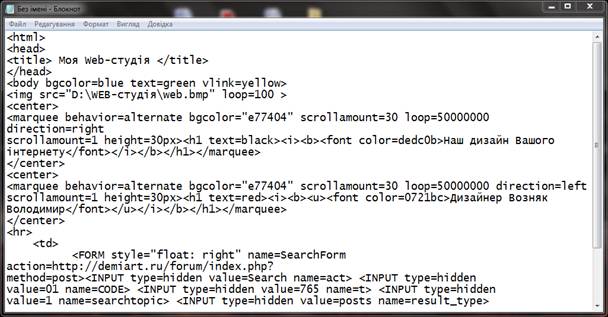 Без імені - Блокнот
Файл Редагування Формат Вигляд Довідка
<html>
<head>
<title> Моя Web-студія </title>
</head>
<body bgcolor=blue text=green vlink=yellow>
<img src="D:\WEB-студія\web.bmp" loop=100 >
<center>
<marquee behavior=alternate bgcolor="e77404" scrollamount=30 loop=50000000
direction=right
scrollamount=1 height=30px><h1 text=black><i><b><font color=dedc0b>Наш дизайн Вашого
інтернету</font></i></b></h1></marquee>
</center>
<center>
<marquee behavior=alternate bgcolor="e77404" scrollamount=30 loop=50000000 direction=left
scrollamount=1 height=30px><h1 text=red><i><b><u><font color=0721bc>Дизайнер Возняк
Володимир</font></u></i></b></h1></marquee>
</center>
<hr>
<td>
<FORM style="float: right" name=SearchForm
action=http://demiart.ru/forum/index.php?
method=post><INPUT type=hidden value=Search name=act> <INPUT type=hidden
value=01 name=CODE> <INPUT type=hidden value=765 name=t> <INPUT type=hidden
value=1 name=searchtopic> <INPUT type=hidden value=posts name=result_type>